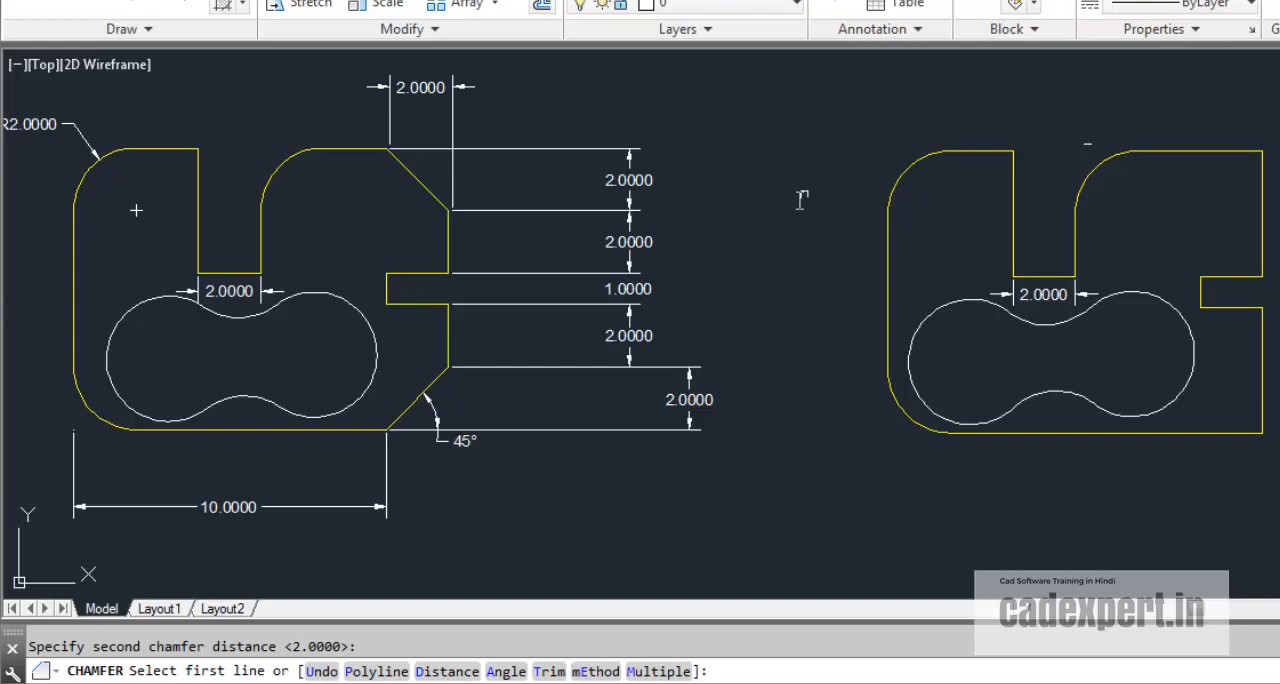 Stretch Scale Array 0 Table ByLayer
Draw Modify Layers Annotation Block Properties
[−][Top][2D Wireframe]
2.0000
R2.0000
2.0000
2.0000
2.0000 1.0000 2.0000
2.0000
2.0000
45°
10.0000
Y
X
Cad Software Training in Hindi
cadexpert.in
Model Layout1 Layout2
Specify second chamfer distance <2.0000>:
CHAMFER Select first line or [Undo Polyline Distance Angle Trim mEthod Multiple]: